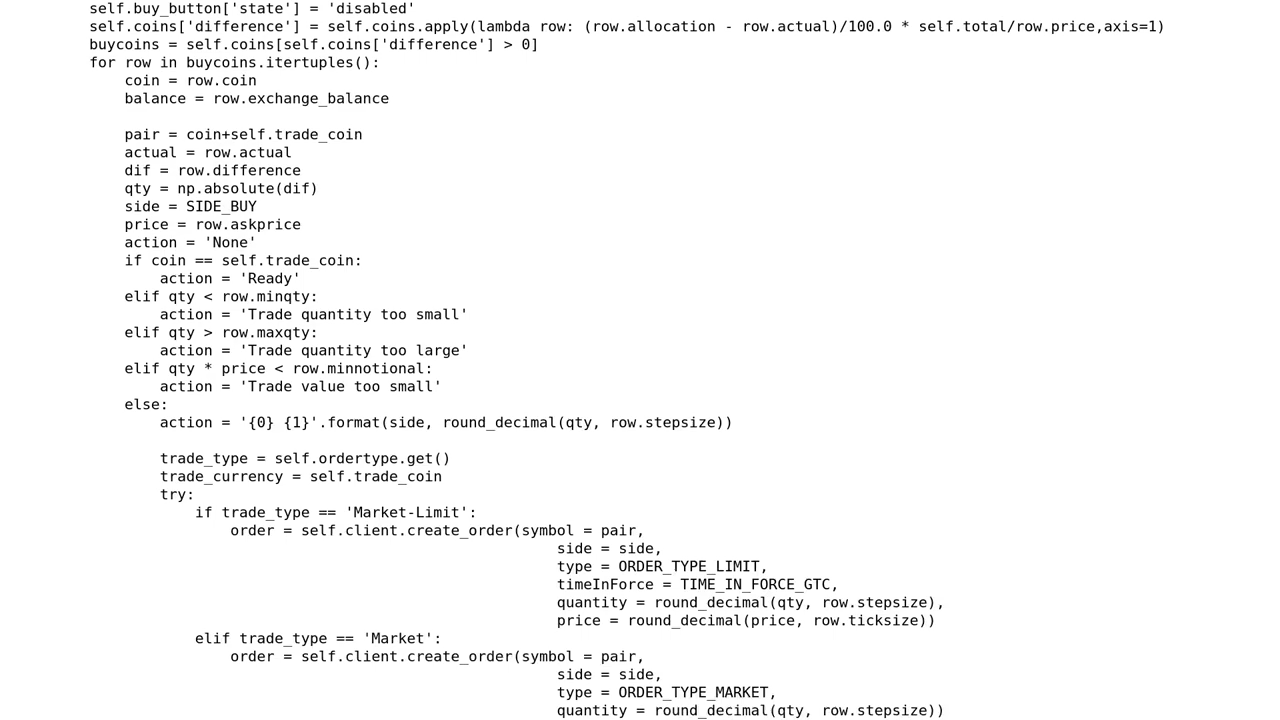 self.buy_button['state'] = 'disabled'
self.coins['difference'] = self.coins.apply(lambda row: (row.allocation - row.actual)/100.0 * self.total/row.price,axis=1)
buycoins = self.coins[self.coins['difference'] > 0]
for row in buycoins.itertuples():
    coin = row.coin
    balance = row.exchange_balance

    pair = coin+self.trade_coin
    actual = row.actual
    dif = row.difference
    qty = np.absolute(dif)
    side = SIDE_BUY
    price = row.askprice
    action = 'None'
    if coin == self.trade_coin:
        action = 'Ready'
    elif qty < row.minqty:
        action = 'Trade quantity too small'
    elif qty > row.maxqty:
        action = 'Trade quantity too large'
    elif qty * price < row.minnotional:
        action = 'Trade value too small'
    else:
        action = '{0} {1}'.format(side, round_decimal(qty, row.stepsize))

        trade_type = self.ordertype.get()
        trade_currency = self.trade_coin
        try:
            if trade_type == 'Market-Limit':
                order = self.client.create_order(symbol = pair,
                                                     side = side,
                                                     type = ORDER_TYPE_LIMIT,
                                                     timeInForce = TIME_IN_FORCE_GTC,
                                                     quantity = round_decimal(qty, row.stepsize),
                                                     price = round_decimal(price, row.ticksize))
            elif trade_type == 'Market':
                order = self.client.create_order(symbol = pair,
                                                     side = side,
                                                     type = ORDER_TYPE_MARKET,
                                                     quantity = round_decimal(qty, row.stepsize))